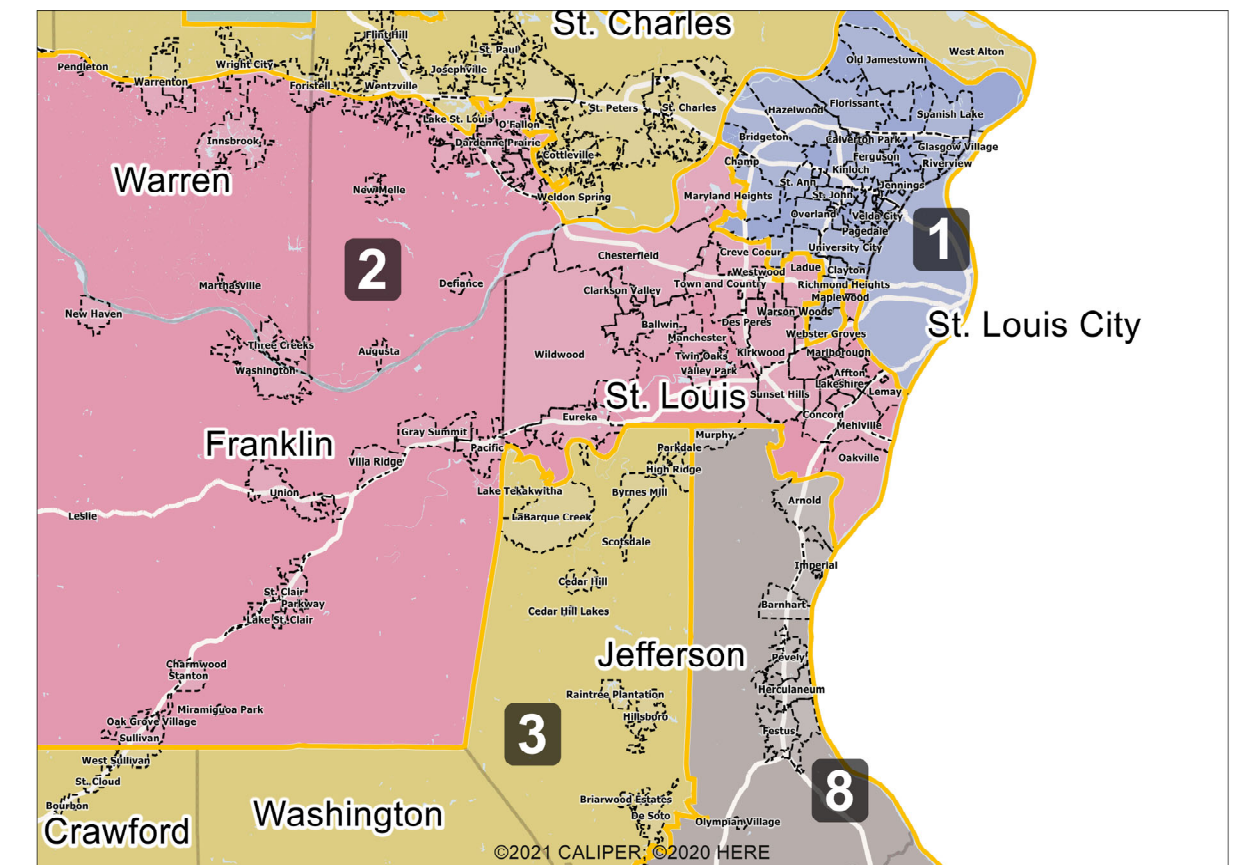 St. Charles
Flint Hill
St. Paul
West Alton
Old Jamestown
Pendleton
Wright City
Josephville
Warrenton
Foristell
Wentzville
St. Peters
St. Charles
Hazelwood
Florissant
Spanish Lake
Lake St. Louis
O'Fallon
Bridgeton
Calverton Park
Glasgow Village
Innsbrook
Dardenne Prairie
Cottleville
Champ
Ferguson
Riverview
Kinloch
Warren
New Melle
St. Ann
Jennings
Weldon Spring
Maryland Heights
St. John
Overland
Velda City
Pagedale
1
University City
2
Chesterfield
Creve Coeur
Westwood
Ladue
Clayton
Marthasville
Defiance
Clarkson Valley
Town and Country
Richmond Heights
Maplewood
New Haven
Ballwin
Des Peres
Warson Woods
St. Louis City
Manchester
Webster Groves
Three Creeks
Augusta
Wildwood
Twin Oaks
Kirkwood
Marlborough
Washington
Valley Park
Affton
Lakeshire
St. Louis
Sunset Hills
Lemay
Eureka
Concord
Mehlville
Franklin
Gray Summit
Pacific
Murphy
Parkdale
Villa Ridge
High Ridge
Oakville
Union
Lake Tekakwitha
Byrnes Mill
Arnold
Leslie
LaBarque Creek
Scotsdale
Imperial
Cedar Hill
St. Clair
Parkway
Cedar Hill Lakes
Barnhart
Lake St. Clair
Jefferson
Pevely
Charmwood
Stanton
Raintree Plantation
Herculaneum
Miramiguoa Park
Oak Grove Village
Hillsboro
Sullivan
3
Festus
West Sullivan
St. Cloud
8
Bourbon
Washington
Briarwood Estates
Crawford
De Soto
Olympian Village
©2021 CALIPER; ©2020 HERE